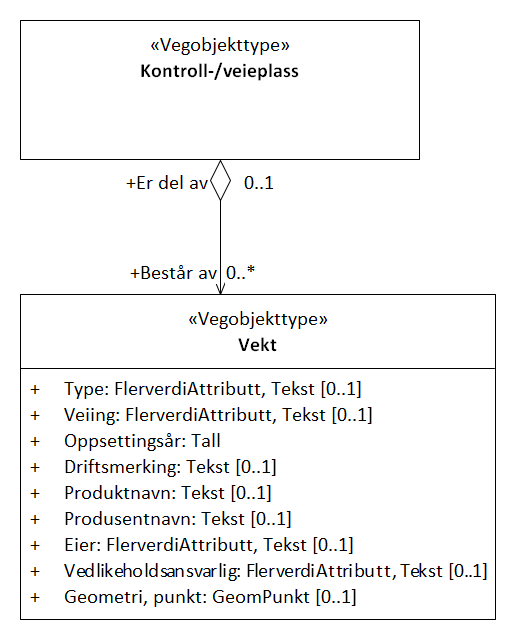 «Vegobjekttype»
Kontroll-/veieplass
+Er del av 0..1
+Består av 0..*
«Vegobjekttype»
Vekt
+ Type: FlerverdiAttributt, Tekst [0..1]
+ Veiing: FlerverdiAttributt, Tekst [0..1]
+ Oppsettingsår: Tall
+ Driftsmerking: Tekst [0..1]
+ Produktnavn: Tekst [0..1]
+ Produsentnavn: Tekst [0..1]
+ Eier: FlerverdiAttributt, Tekst [0..1]
+ Vedlikeholdsansvarlig: FlerverdiAttributt, Tekst [0..1]
+ Geometri, punkt: GeomPunkt [0..1]